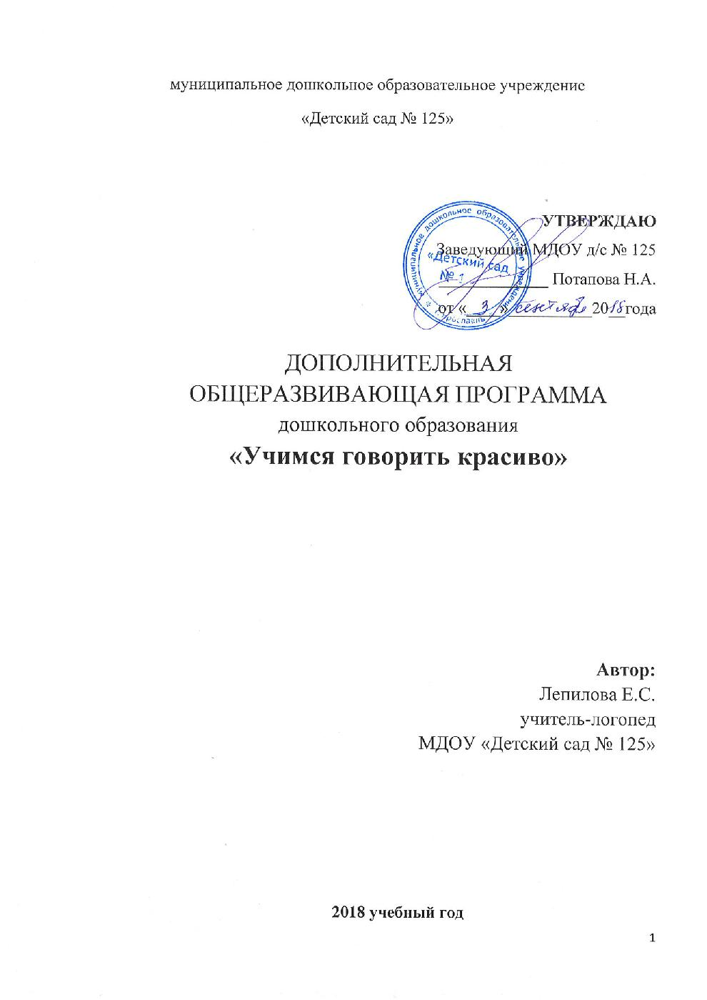 муниципальное дошкольное образовательное учреждение
«Детский сад № 125»
УТВЕРЖДАЮ
Заведующий МДОУ д/с № 125
Потапова Н.А.
от « 3 » сентября 2018 года
муниципальное дошкольное образовательное учреждение
«Детский сад
№ 1
Ярославль
ДОПОЛНИТЕЛЬНАЯ
ОБЩЕРАЗВИВАЮЩАЯ ПРОГРАММА
дошкольного образования
«Учимся говорить красиво»
Автор:
Лепилова Е.С.
учитель-логопед
МДОУ «Детский сад № 125»
2018 учебный год
1